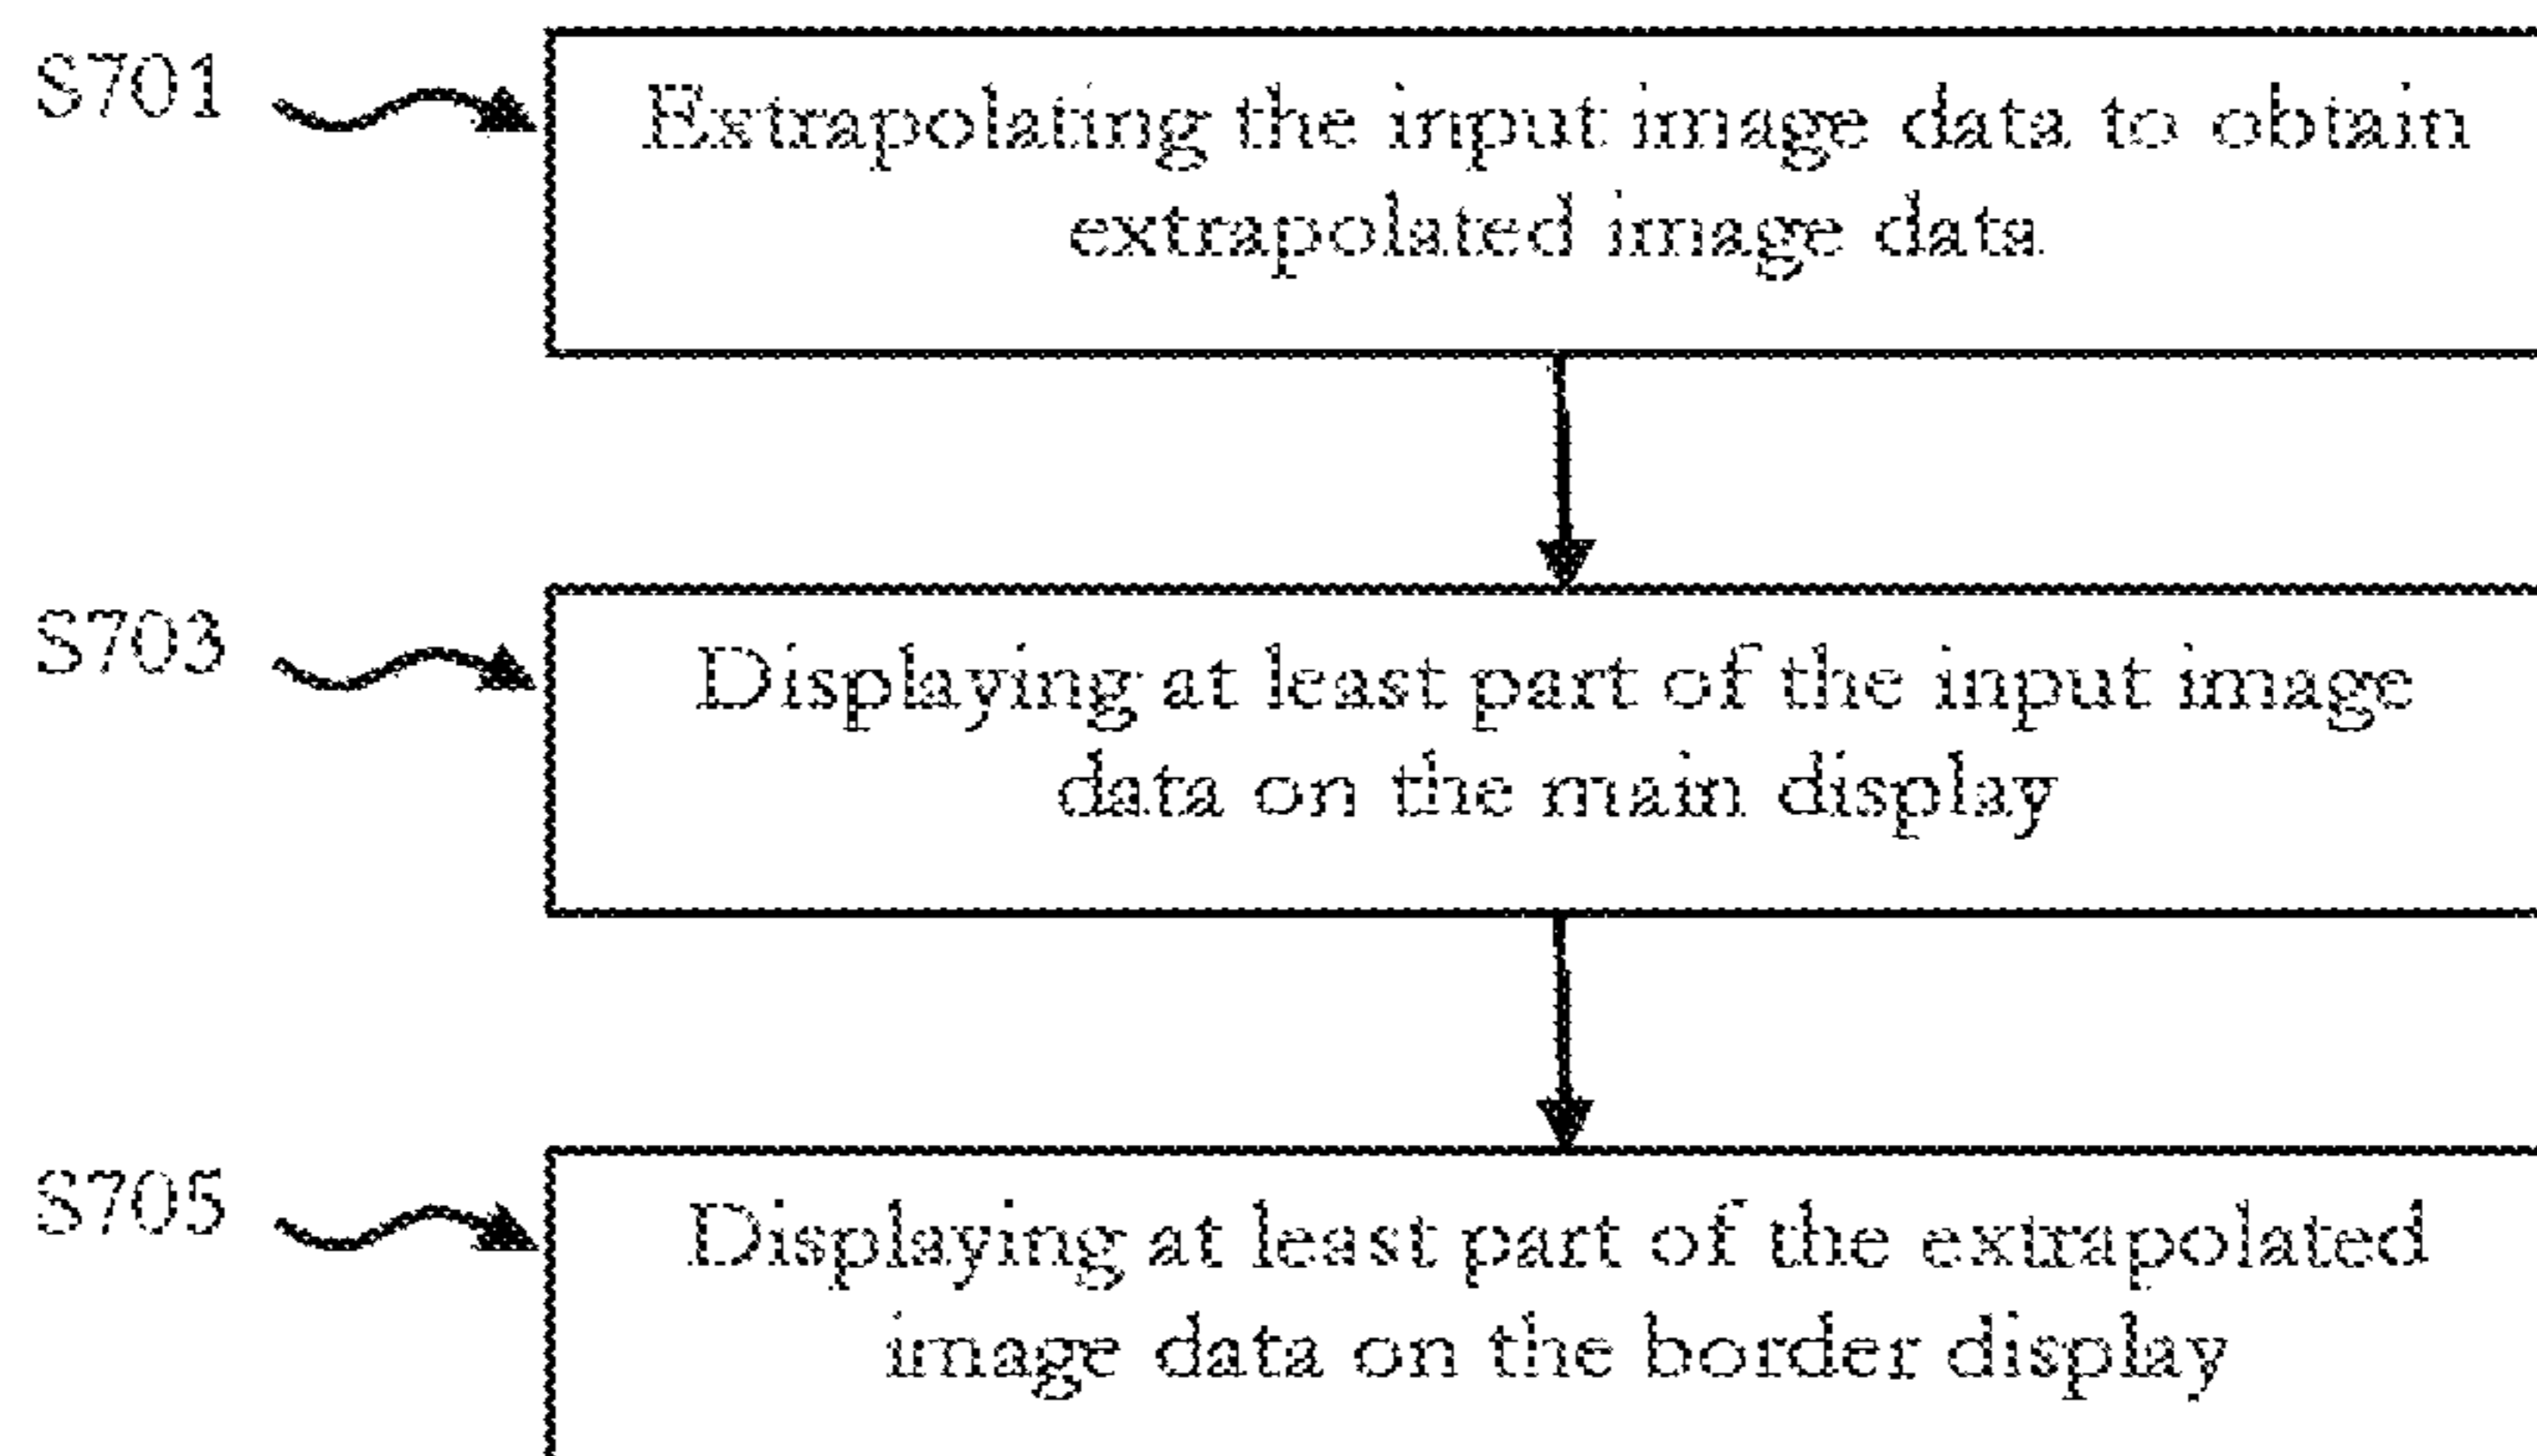 S701
Extrapolating the input image data to obtain
extrapolated image data
S703
Displaying at least part of the input image
data on the main display
S705
Displaying at least part of the extrapolated
image data on the border display